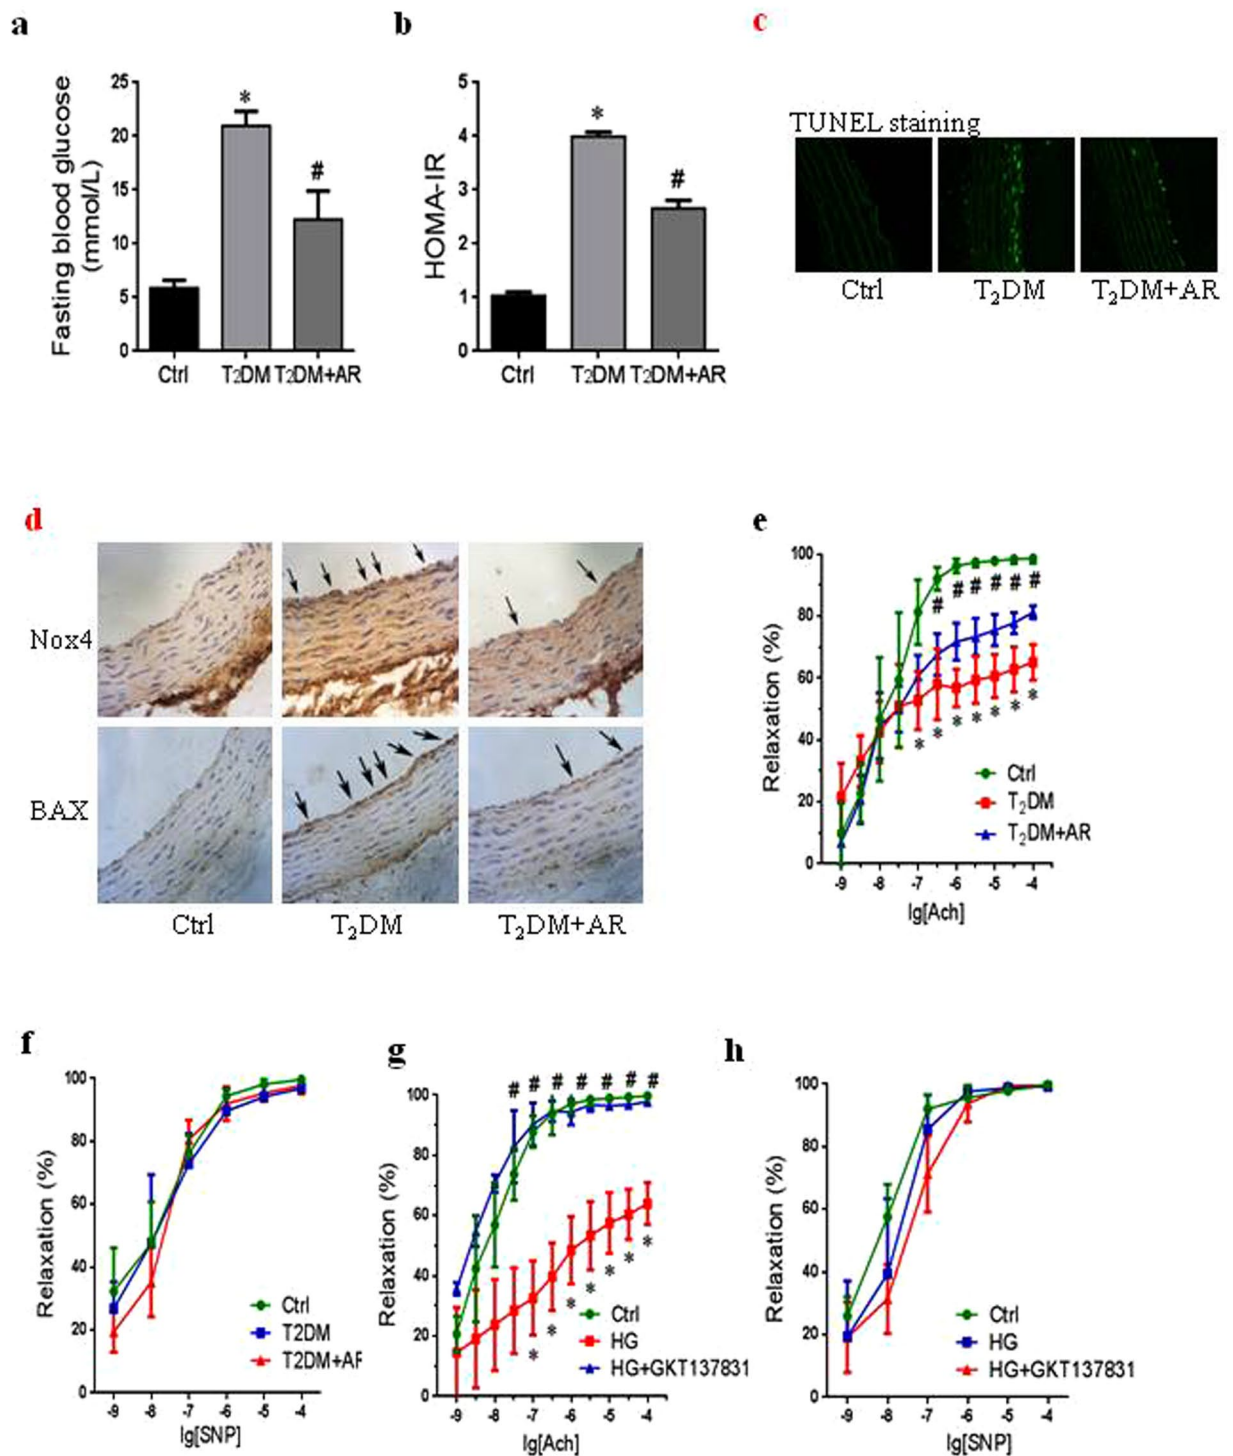 a
b
c
Fasting blood glucose
(mmol/L)
25
20
15
10
5
0
*
#
Ctrl T₂DM T₂DM+AR
HOMA-IR
5
4
3
2
1
0
*
#
Ctrl T₂DM T₂DM+AR
TUNEL staining
Ctrl T₂DM T₂DM+AR
d
Nox4
BAX
Ctrl T₂DM T₂DM+AR
e
Relaxation (%)
100
80
60
40
20
0
# # # # # #
* * * * * * *
Ctrl
T₂DM
T₂DM+AR
-9 -8 -7 -6 -5 -4
lg[Ach]
f
Relaxation (%)
100
80
60
40
20
0
Ctrl
T2DM
T2DM+AF
-9 -8 -7 -6 -5 -4
lg[SNP]
g
Relaxation (%)
100
80
60
40
20
0
# # # # # # # #
* * * * * * *
Ctrl
HG
HG+GKT137831
-9 -8 -7 -6 -5 -4
lg[Ach]
h
Relaxation (%)
100
80
60
40
20
0
Ctrl
HG
HG+GKT137831
-9 -8 -7 -6 -5 -4
lg[SNP]